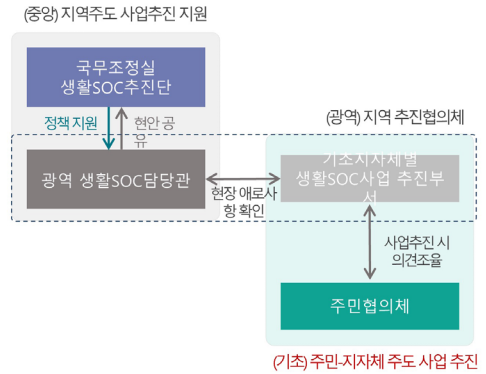 (중앙) 지역주도 사업추진 지원
국무조정실
생활SOC추진단
정책 지원
현안 공
유
(광역) 지역 추진협의체
광역 생활SOC담당관
현장 애로사
항 확인
기초지자체별
생활SOC사업 추진부
서
사업추진 시
의견조율
주민협의체
(기초) 주민-지자체 주도 사업 추진